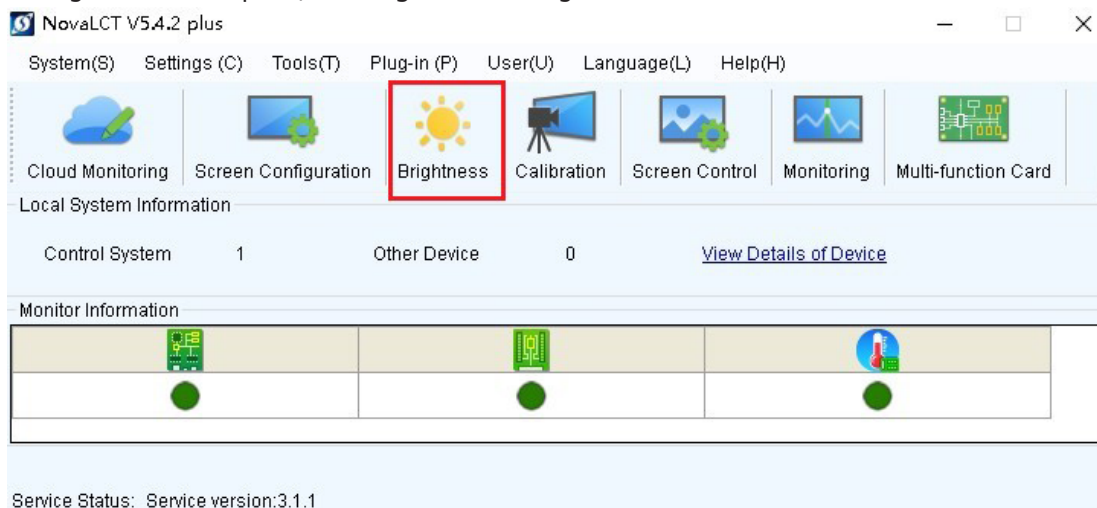 NovaLCT V5.4.2 plus
System(S) Settings (C) Tools(T) Plug-in (P) User(U) Language(L) Help(H)
Cloud Monitoring Screen Configuration Brightness Calibration Screen Control Monitoring Multi-function Card
Local System Information
Control System 1 Other Device 0 View Details of Device
Monitor Information
Service Status: Service version:3.1.1